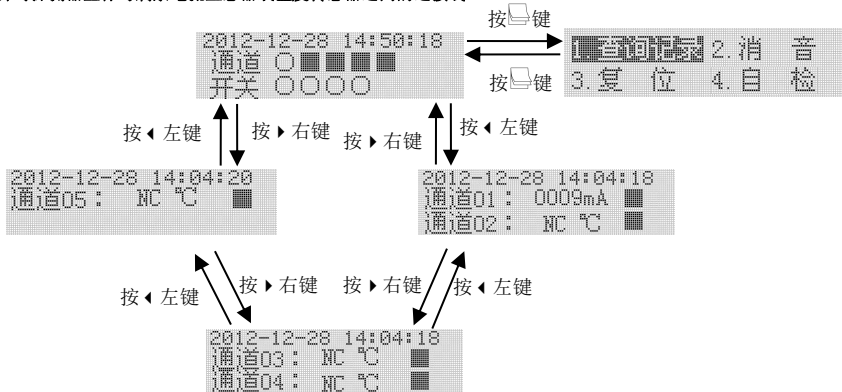 按键
2012-12-28 14:50:18
通道 ○■■■■
开关 ○○○○
1.查询记录 2.消 音
3.复 位 4.自 检
按键
按◀左键
按▶右键
按▶右键
按◀左键
2012-12-28 14:04:20
通道05: NC ℃ ■
2012-12-28 14:04:18
通道01: 0009mA ■
通道02: NC ℃ ■
按◀左键
按▶右键
按▶右键
按◀左键
2012-12-28 14:04:18
通道03: NC ℃ ■
通道04: NC ℃ ■